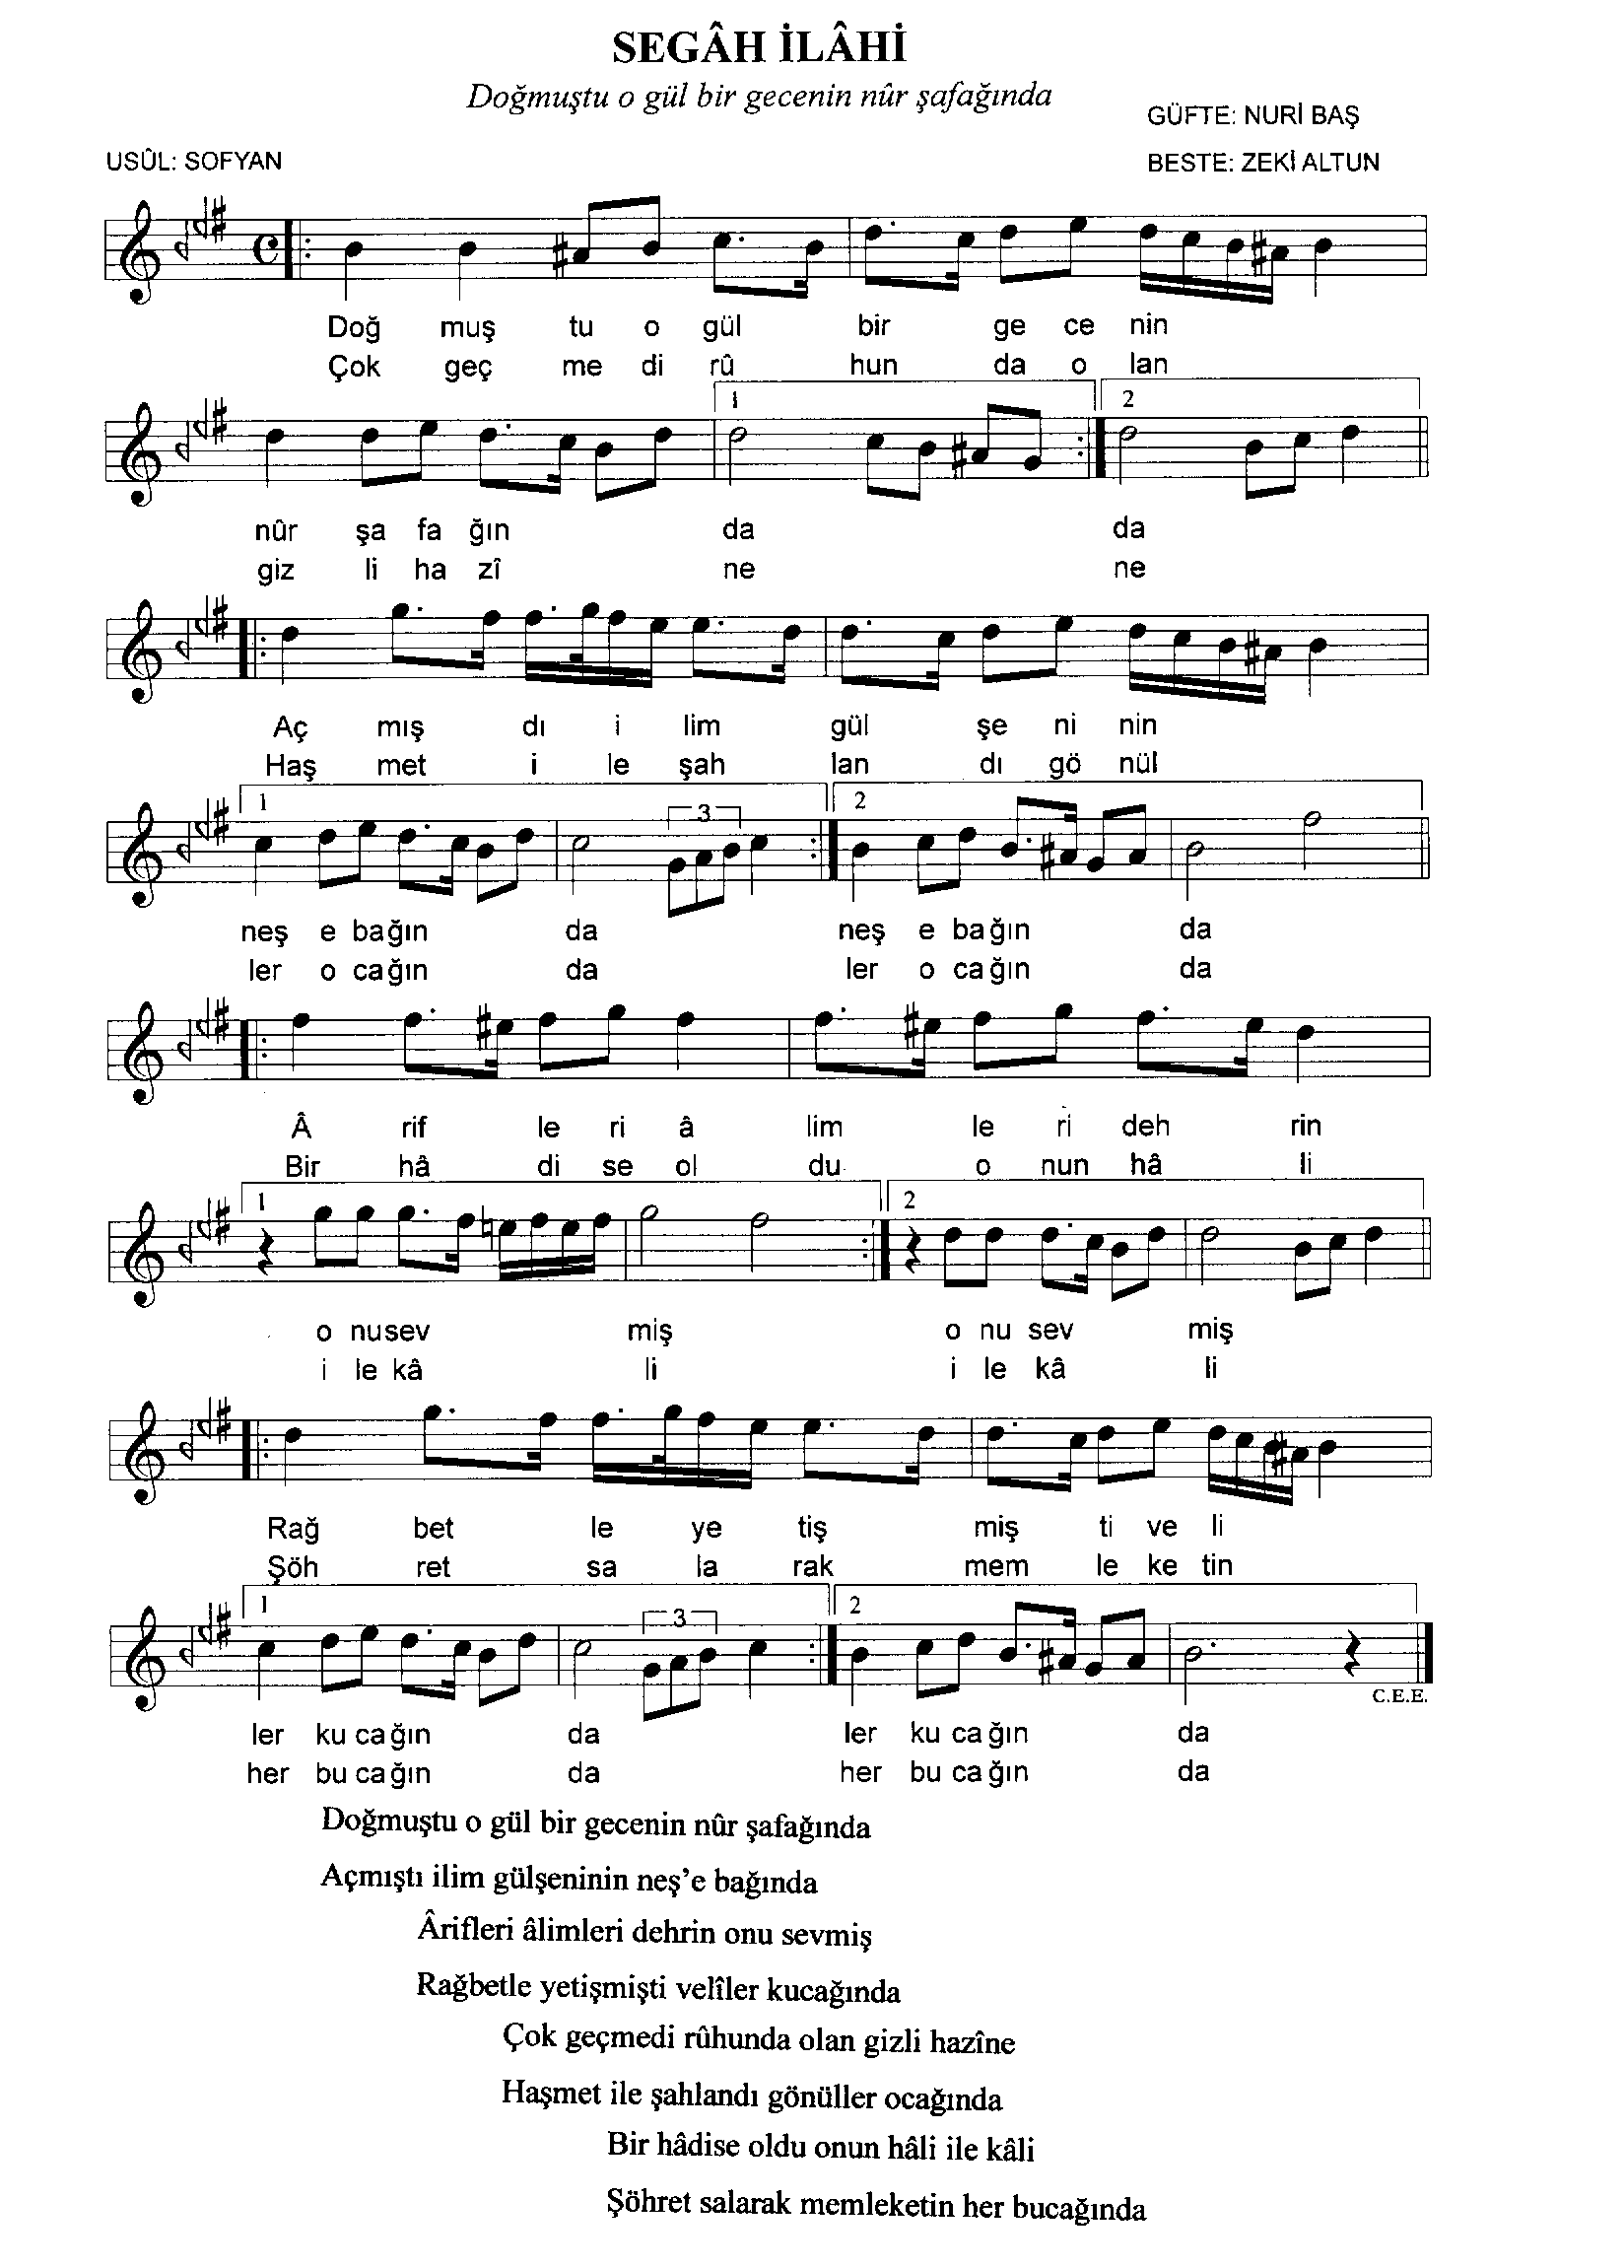 SEGÂH İLÂHİ
Doğmuştu o gül bir gecenin nûr şafağında
GÜFTE: NURİ BAŞ
USÛL: SOFYAN
BESTE: ZEKİ ALTUN
Doğ muş tu o gül bir ge ce nin
Çok geç me di rû hun da o lan
1 2
nûr şa fa ğın da da
giz li ha zî ne ne
Aç mış dı i lim gül şe ni nin
Haş met i le şah lan dı gö nül
1 3 2
neş e bağın da neş e bağın da
ler o cağın da ler o cağın da
Â rif le ri â lim le ri deh rin
Bir hâ di se ol du o nun hâ li
1 2
o nusev miş o nu sev miş
i le kâ li i le kâ li
Rağ bet le ye tiş miş ti ve li
Şöh ret sa la rak mem le ke tin
1 3 2
C.E.E.
ler ku cağın da ler ku cağın da
her bu cağın da her bu cağın da
Doğmuştu o gül bir gecenin nûr şafağında
Açmıştı ilim gülşeninin neş'e bağında
Ârifleri âlimleri dehrin onu sevmiş
Rağbetle yetişmişti velîler kucağında
Çok geçmedi rûhunda olan gizli hazîne
Haşmet ile şahlandı gönüller ocağında
Bir hâdise oldu onun hâli ile kâli
Şöhret salarak memleketin her bucağında